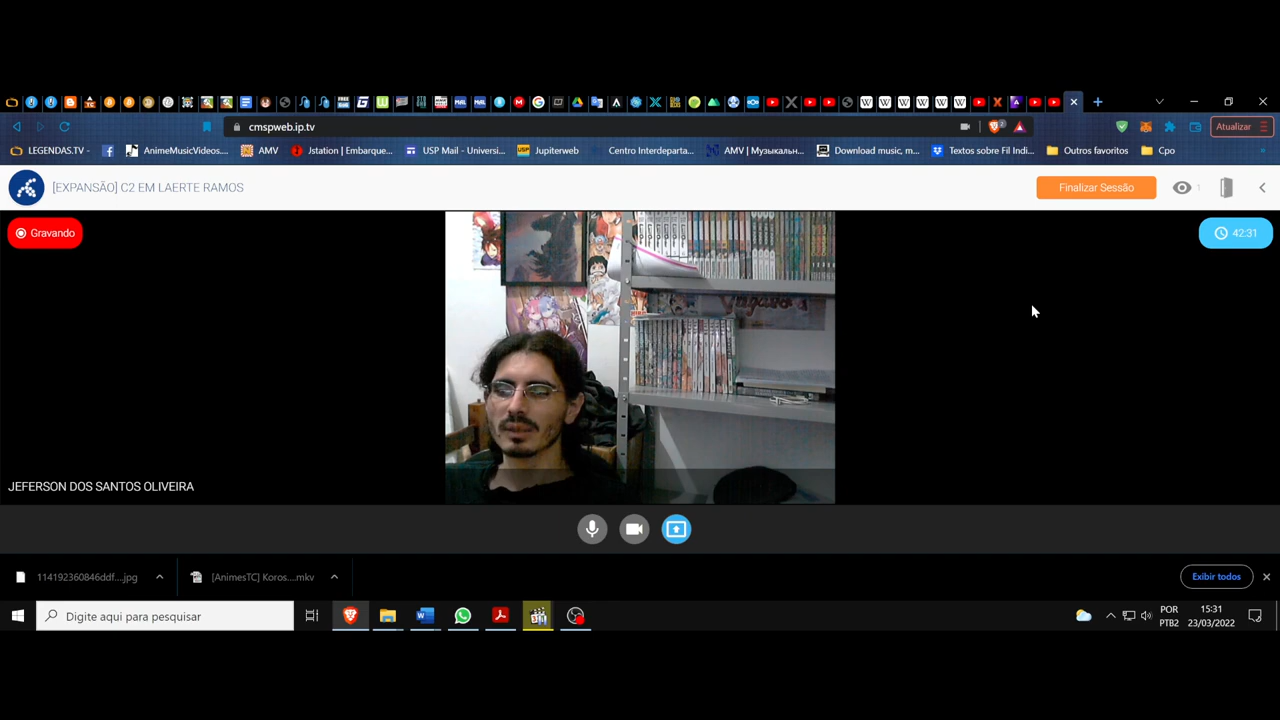 cmspweb.ip.tv
Atualizar
LEGENDAS.TV -
AnimeMusicVideos...
AMV
Jstation | Embarque...
USP Mail - Universi...
Jupiterweb
Centro Interdeparta...
AMV | Музыкальн...
Download music, m...
Textos sobre Fil Indi...
Outros favoritos
Cpo
[EXPANSÃO] C2 EM LAERTE RAMOS
Finalizar Sessão
1
Gravando
42:31
JEFERSON DOS SANTOS OLIVEIRA
114192360846ddf....jpg
[AnimesTC] Koros....mkv
Exibir todos
Digite aqui para pesquisar
POR
PTB2
15:31
23/03/2022